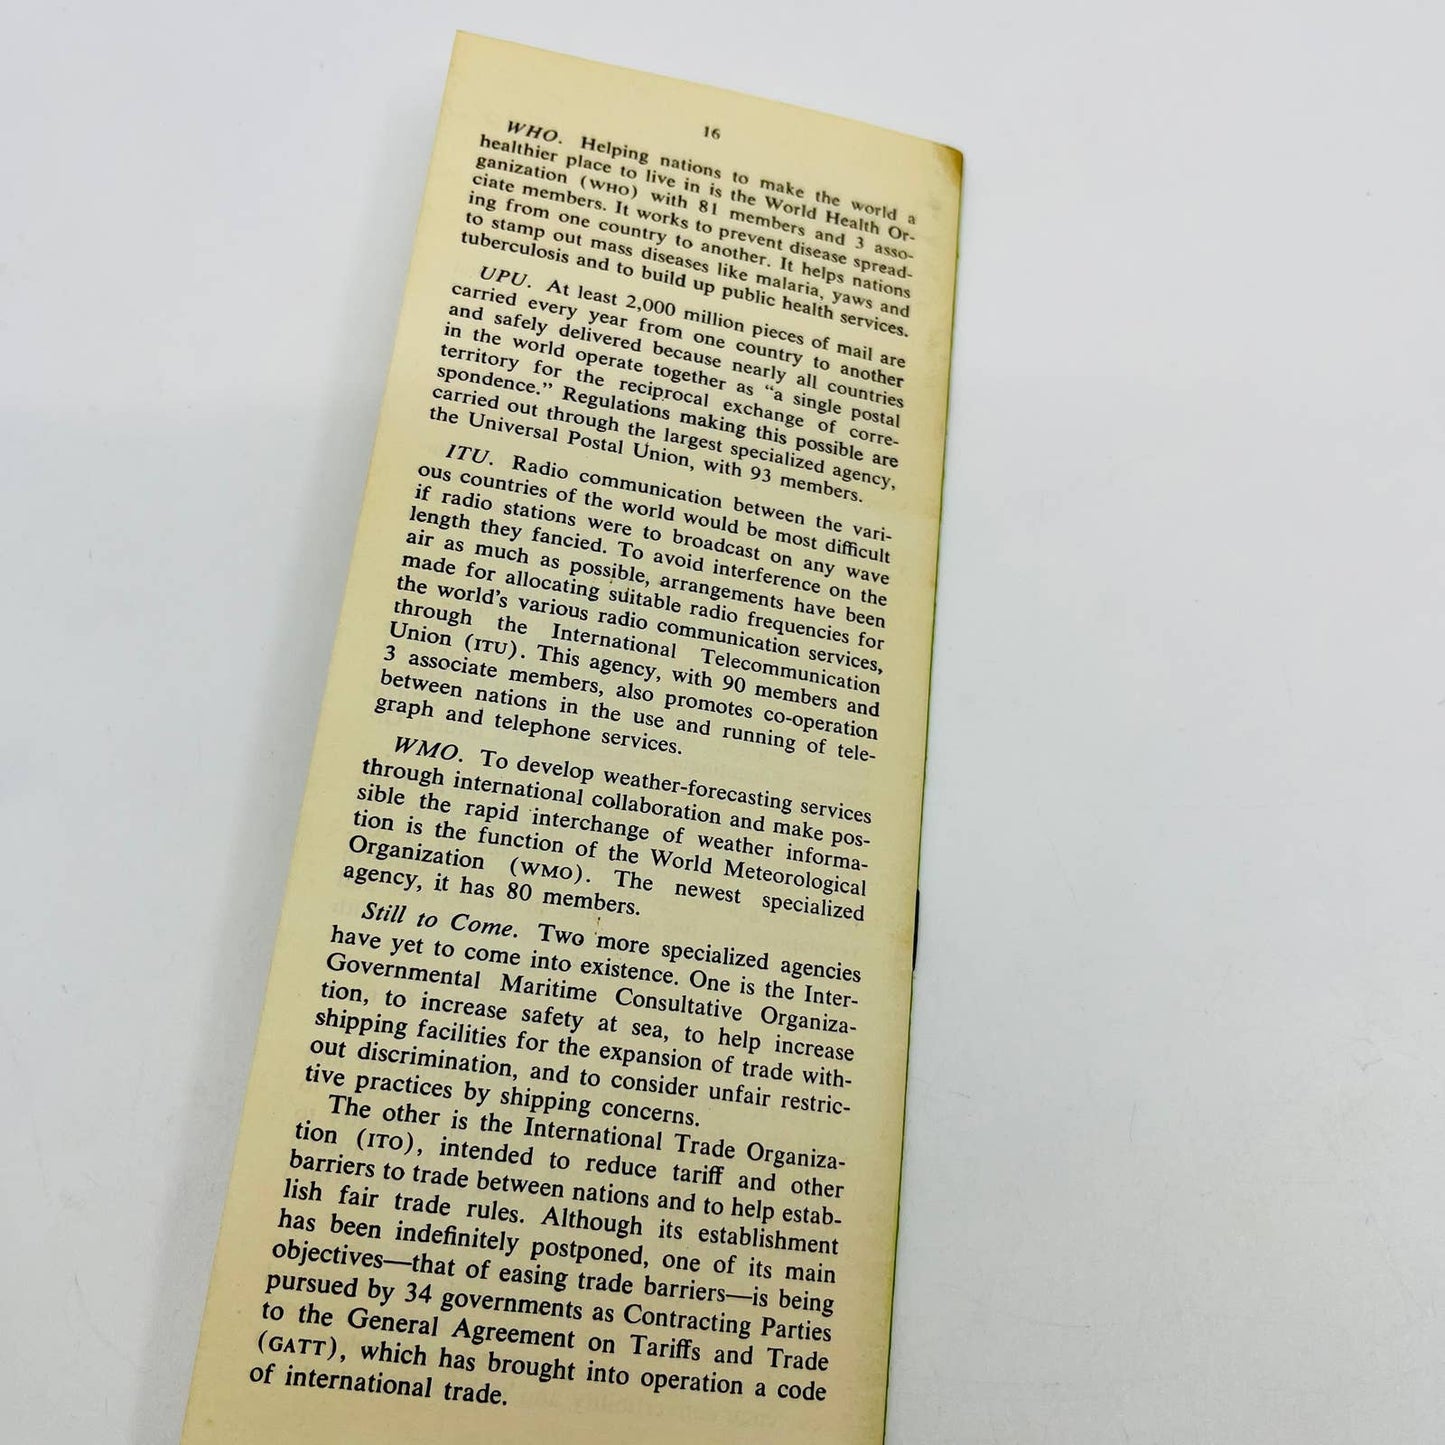 16
WHO. Helping nations to make the world a
healthier place to live in is the World Health Or-
ganization (WHO) with 81 members and 3 asso-
ciate members. It works to prevent disease spread-
ing from one country to another. It helps nations
to stamp out mass diseases like malaria, yaws and
tuberculosis and to build up public health services.
UPU. At least 2,000 million pieces of mail are
carried every year from one country to another
and safely delivered because nearly all countries
in the world operate together as “a single postal
territory for the reciprocal exchange of corre-
spondence.” Regulations making this possible are
carried out through the largest specialized agency,
the Universal Postal Union, with 93 members.
ITU. Radio communication between the vari-
ous countries of the world would be most difficult
if radio stations were to broadcast on any wave
length they fancied. To avoid interference on the
air as much as possible, arrangements have been
made for allocating suitable radio frequencies for
the world's various radio communication services,
through the International Telecommunication
Union (ITU). This agency, with 90 members and
3 associate members, also promotes co-operation
between nations in the use and running of tele-
graph and telephone services.
WMO. To develop weather-forecasting services
through international collaboration and make pos-
sible the rapid interchange of weather informa-
tion is the function of the World Meteorological
Organization (WMO). The newest specialized
agency, it has 80 members.
Still to Come. Two more specialized agencies
have yet to come into existence. One is the Inter-
Governmental Maritime Consultative Organiza-
tion, to increase safety at sea, to help increase
shipping facilities for the expansion of trade with-
out discrimination, and to consider unfair restric-
tive practices by shipping concerns.
The other is the International Trade Organiza-
tion (ITO), intended to reduce tariff and other
barriers to trade between nations and to help estab-
lish fair trade rules. Although its establishment
has been indefinitely postponed, one of its main
objectives—that of easing trade barriers—is being
pursued by 34 governments as Contracting Parties
to the General Agreement on Tariffs and Trade
(GATT), which has brought into operation a code
of international trade.